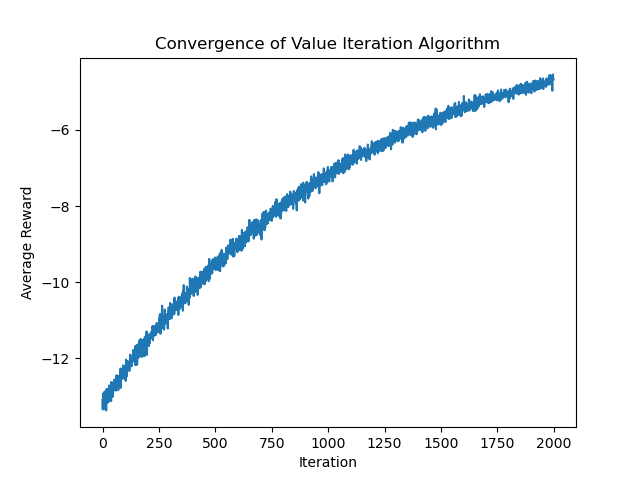 Convergence of Value Iteration Algorithm
−6
−8
−10
−12
Average Reward
0 250 500 750 1000 1250 1500 1750 2000
Iteration